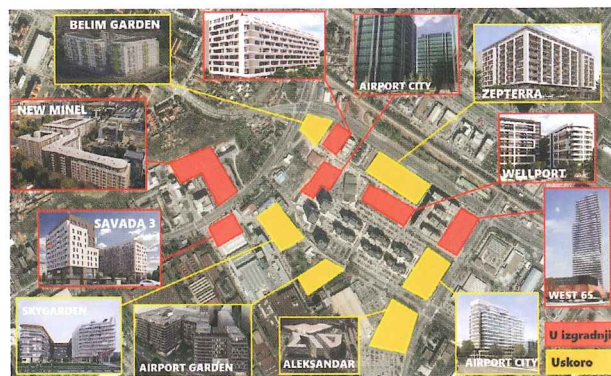 BELIM GARDEN
AIRPORT CITY
ZEPTERRA
NEW MINEL
WELLPORT
SAVADA 3
WEST 65
SKYGARDEN
AIRPORT GARDEN
ALEKSANDAR
AIRPORT CITY
U izgradnji
Uskoro